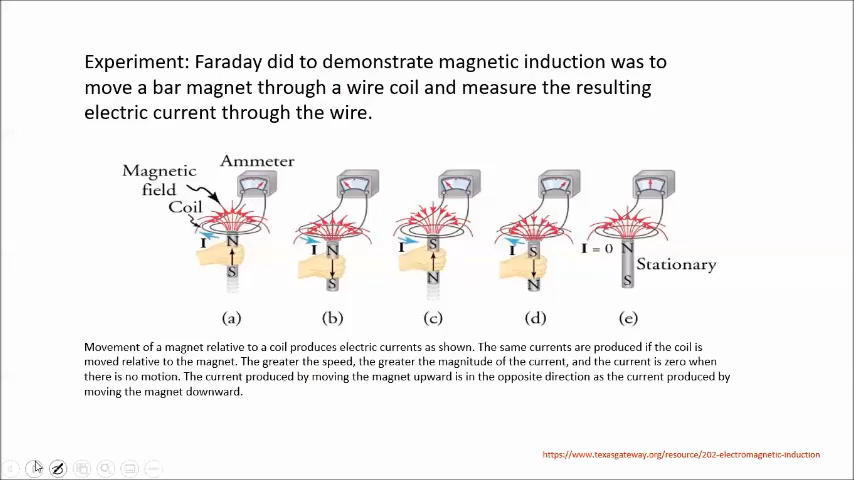 Experiment: Faraday did to demonstrate magnetic induction was to
move a bar magnet through a wire coil and measure the resulting
electric current through the wire.
Ammeter
Magnetic
field
Coil
I N S
I N S
I S N
I S N
I = 0 N S
Stationary
(a) (b) (c) (d) (e)
Movement of a magnet relative to a coil produces electric currents as shown. The same currents are produced if the coil is
moved relative to the magnet. The greater the speed, the greater the magnitude of the current, and the current is zero when
there is no motion. The current produced by moving the magnet upward is in the opposite direction as the current produced by
moving the magnet downward.
https://www.texasgateway.org/resource/202-electromagnetic-induction